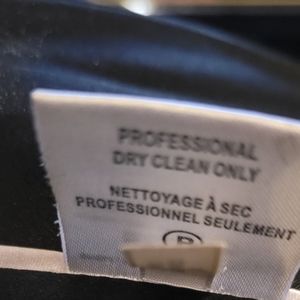 PROFESSIONAL
DRY CLEAN ONLY
NETTOYAGE À SEC
PROFESSIONNEL SEULEMENT
P